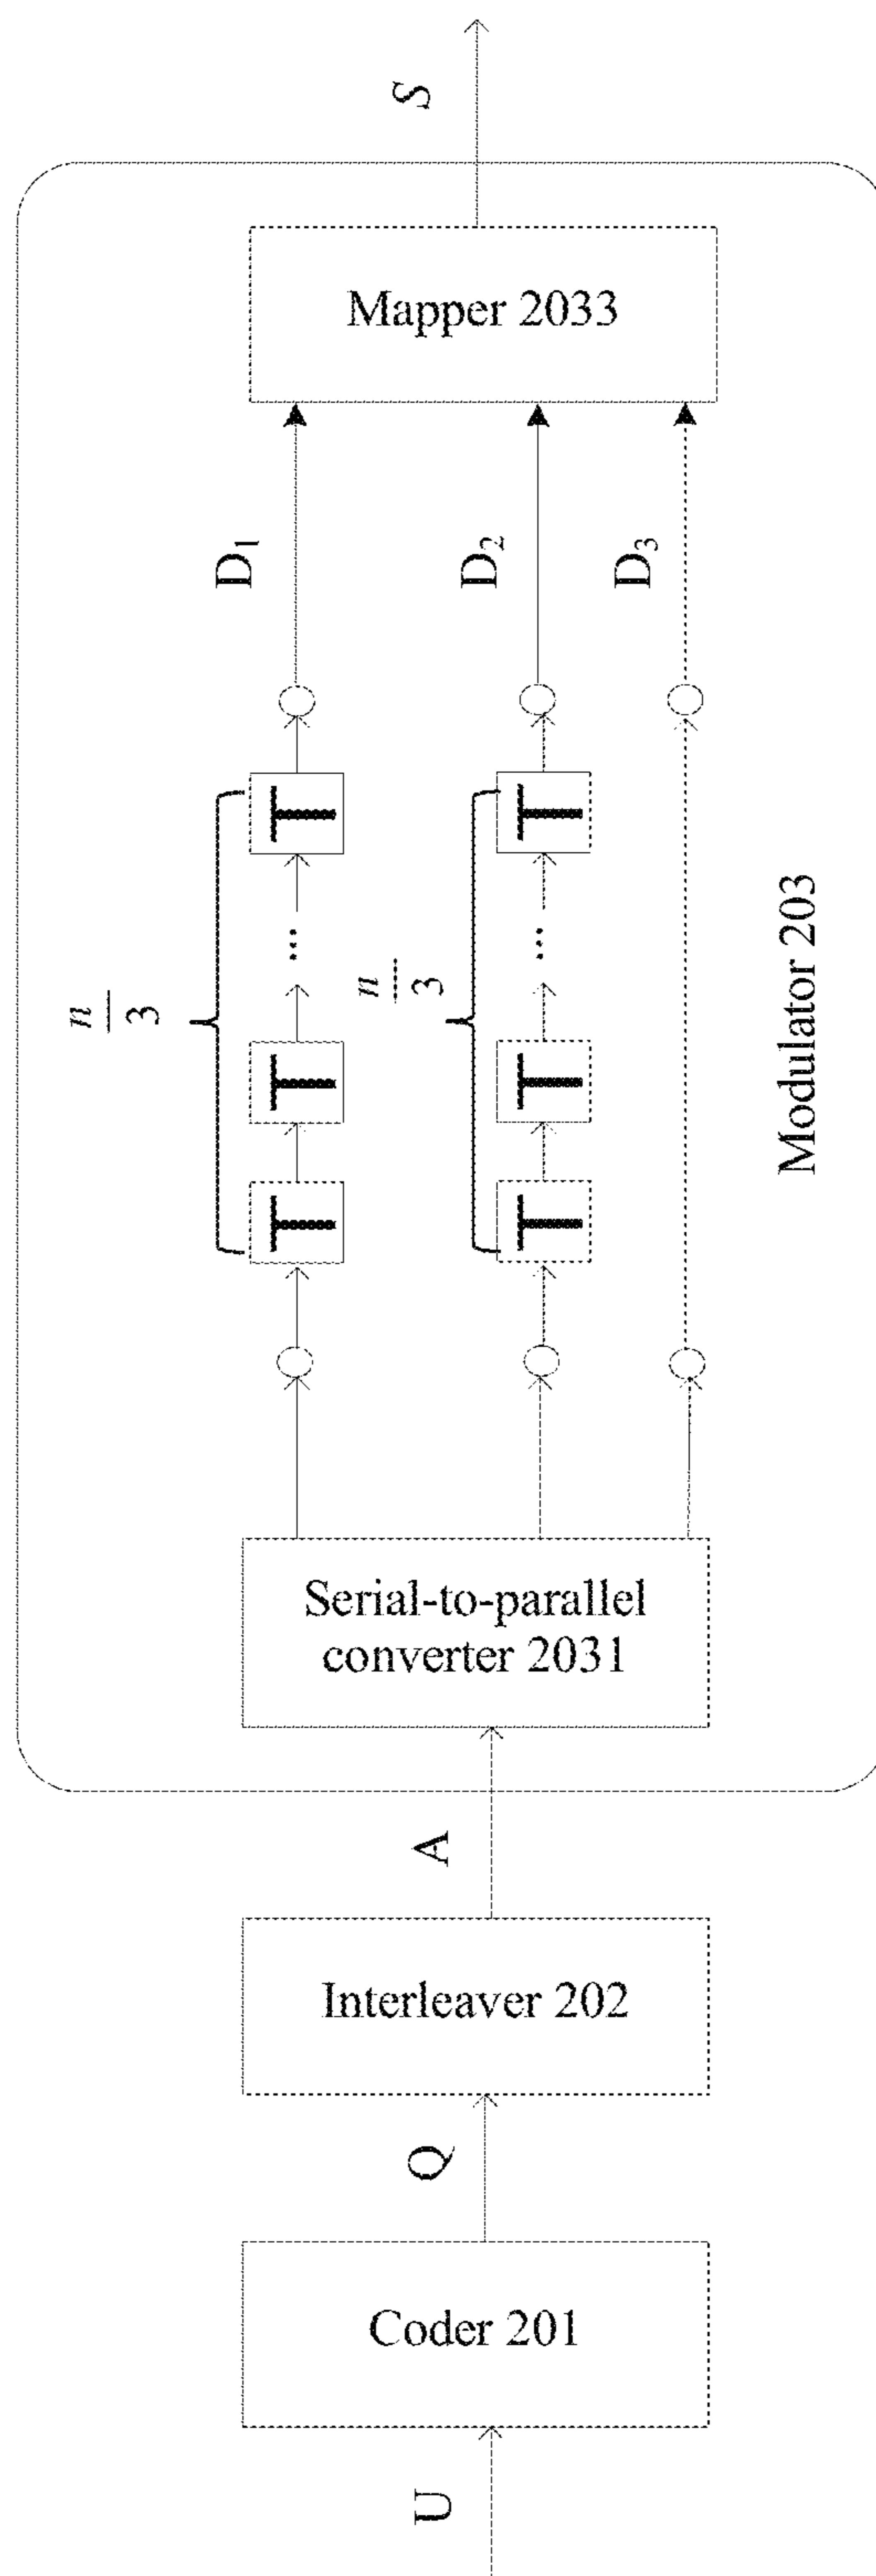 U
Coder 201
Q
Interleaver 202
A
Serial-to-parallel
converter 2031
n
3
T
T
...
T
D1
n
3
T
T
...
T
D2
D3
Mapper 2033
Modulator 203
S